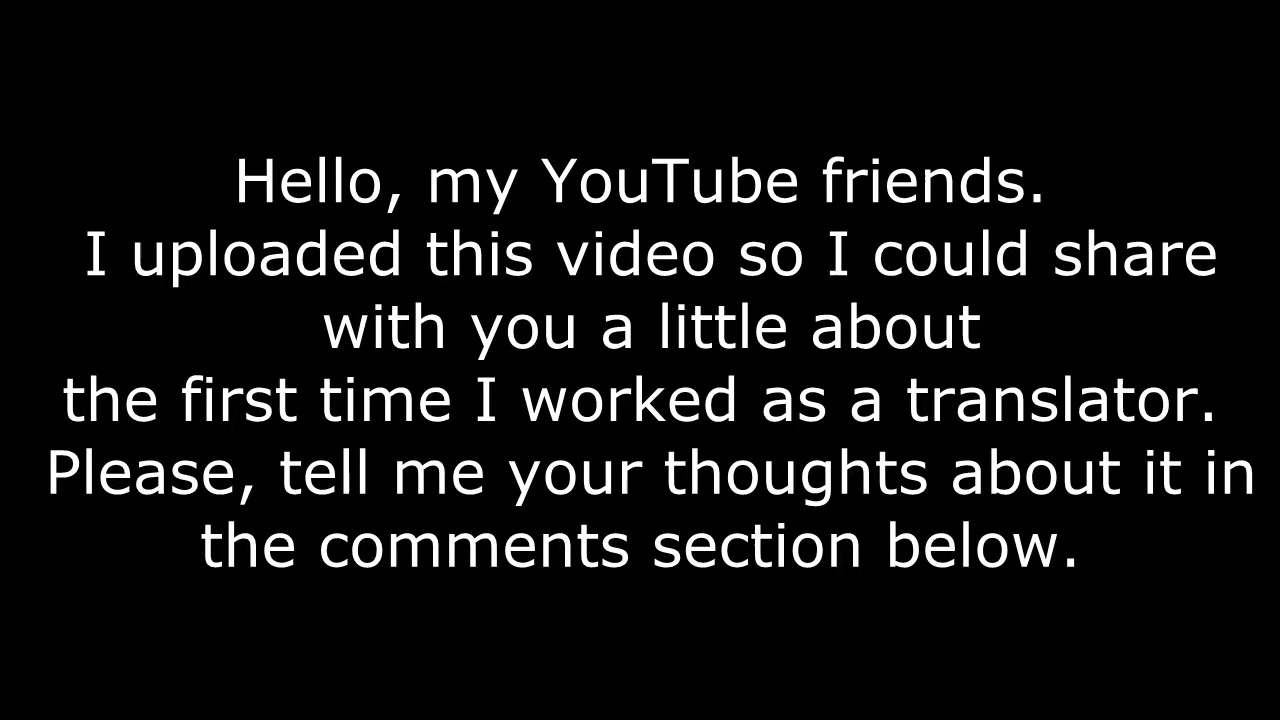 Hello, my YouTube friends.
I uploaded this video so I could share
with you a little about
the first time I worked as a translator.
Please, tell me your thoughts about it in
the comments section below.